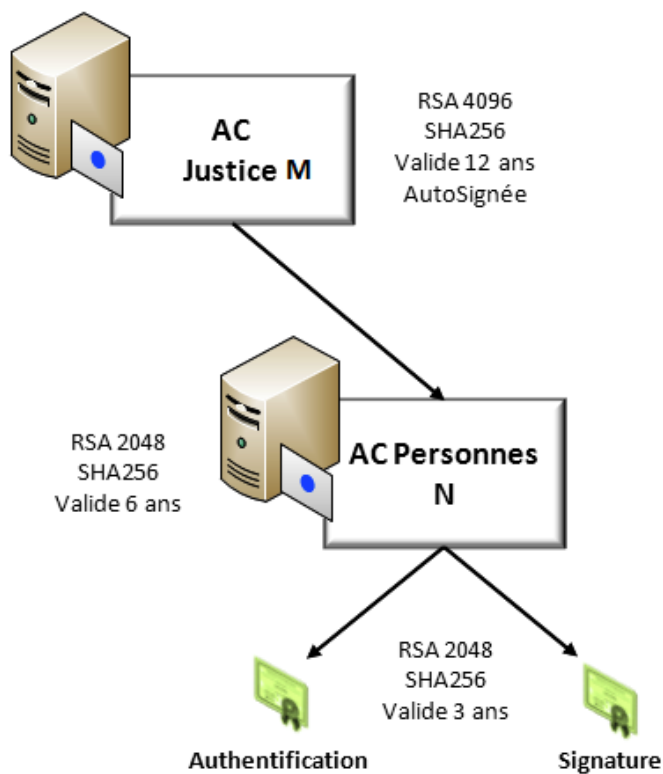 AC
Justice M
RSA 4096
SHA256
Valide 12 ans
AutoSignée
RSA 2048
SHA256
Valide 6 ans
AC Personnes
N
RSA 2048
SHA256
Valide 3 ans
Authentification
Signature